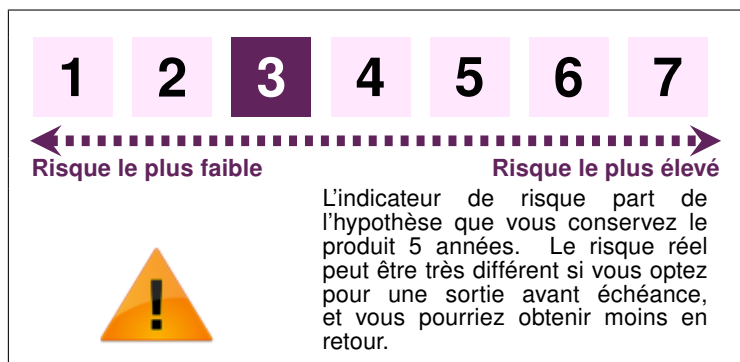 1 2 3 4 5 6 7
Risque le plus faible Risque le plus élevé
L'indicateur de risque part de
l'hypothèse que vous conservez le
produit 5 années. Le risque réel
peut être très différent si vous optez
pour une sortie avant échéance,
et vous pourriez obtenir moins en
retour.
!